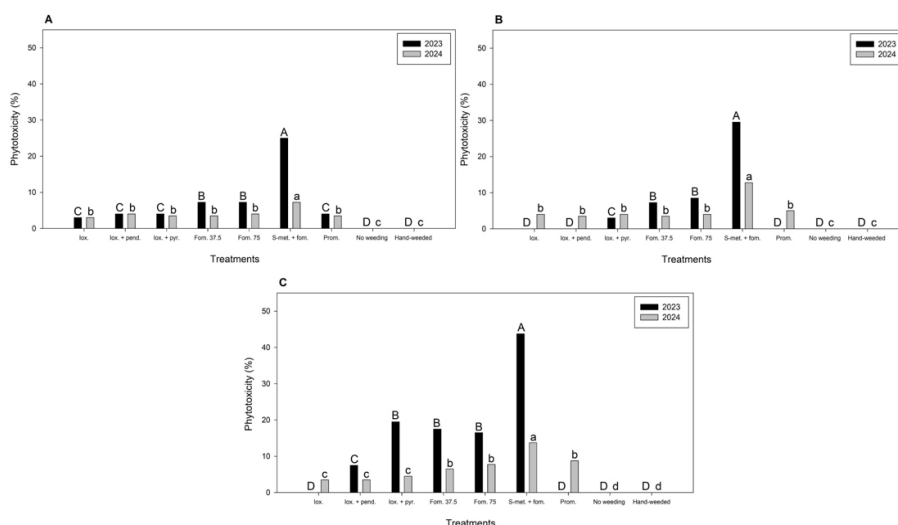 A
Phytotoxicity (%)
50
40
30
20
10
0
2023
2024
C b C b C b B b B b A a C b D c D c
Iox. Iox. + pend. Iox. + pyr. Fom. 37.5 Fom. 75 S-met. + fom. Prom. No weeding Hand-weeded
Treatments
B
Phytotoxicity (%)
50
40
30
20
10
0
2023
2024
D b D b C b B b B b A a D b D c D c
Iox. Iox. + pend. Iox. + pyr. Fom. 37.5 Fom. 75 S-met. + fom. Prom. No weeding Hand-weeded
Treatments
C
Phytotoxicity (%)
50
40
30
20
10
0
2023
2024
D c C c B c B b B b A a D b D d D d
Iox. Iox. + pend. Iox. + pyr. Fom. 37.5 Fom. 75 S-met. + fom. Prom. No weeding Hand-weeded
Treatments